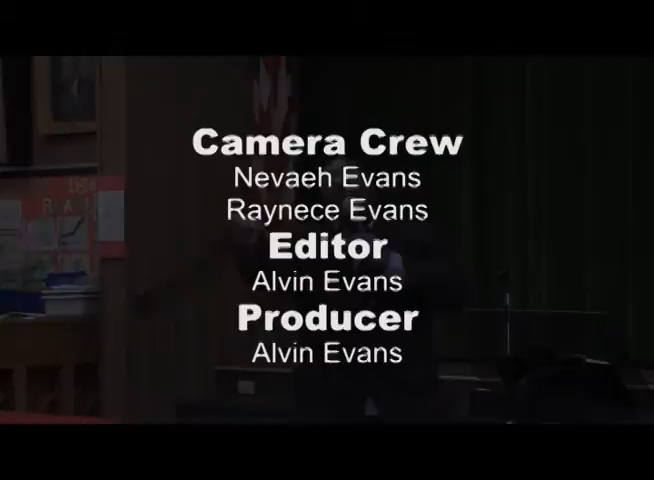 Camera Crew
Nevaeh Evans
Raynece Evans
Editor
Alvin Evans
Producer
Alvin Evans